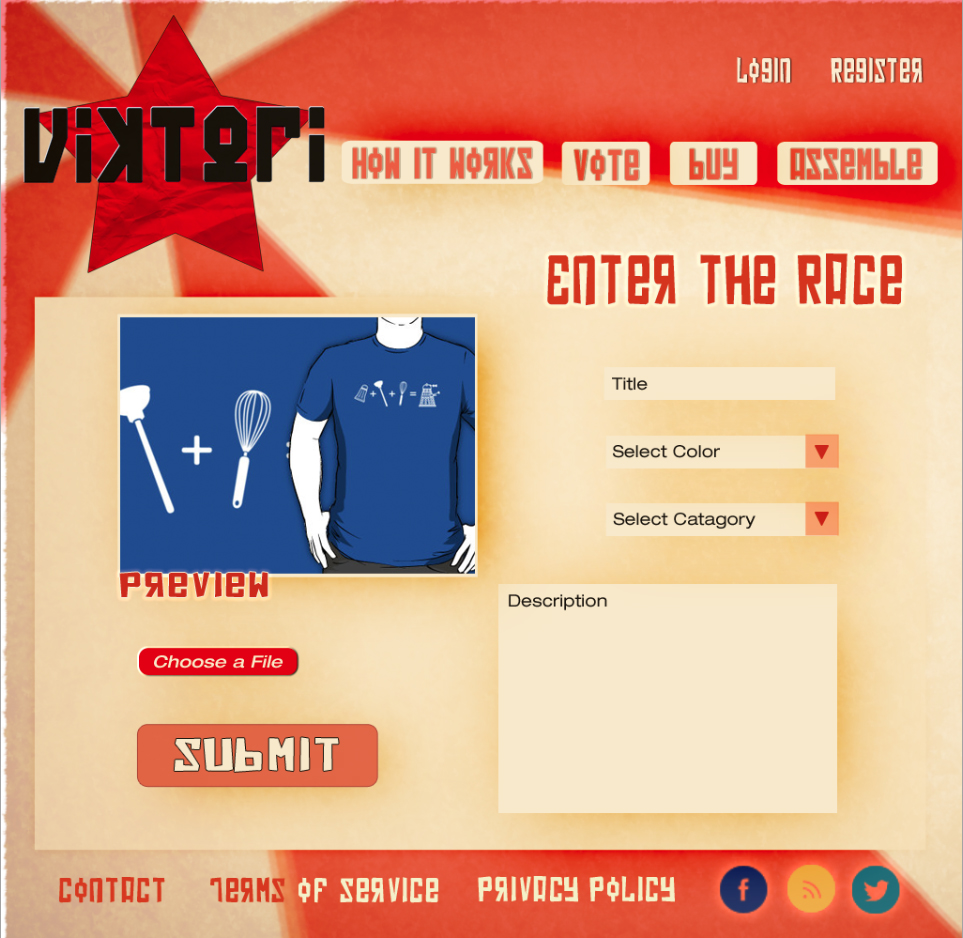 LOGIN REGISTER
VIKTORI
HOW IT WORKS VOTE BUY ASSEMBLE
ENTER THE RACE
+
+ + =
Title
Select Color
Select Catagory
PREVIEW
Description
Choose a File
SUBMIT
CONTACT TERMS OF SERVICE PRIVACY POLICY